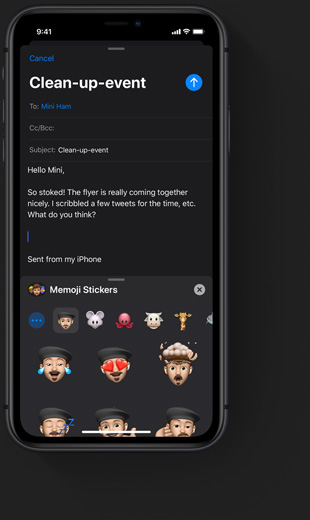 9:41
Cancel
Clean-up-event
To: Mini Ham
Cc/Bcc:
Subject: Clean-up-event
Hello Mini,
So stoked! The flyer is really coming together
nicely. I scribbled a few tweets for the time, etc.
What do you think?
Sent from my iPhone
Memoji Stickers